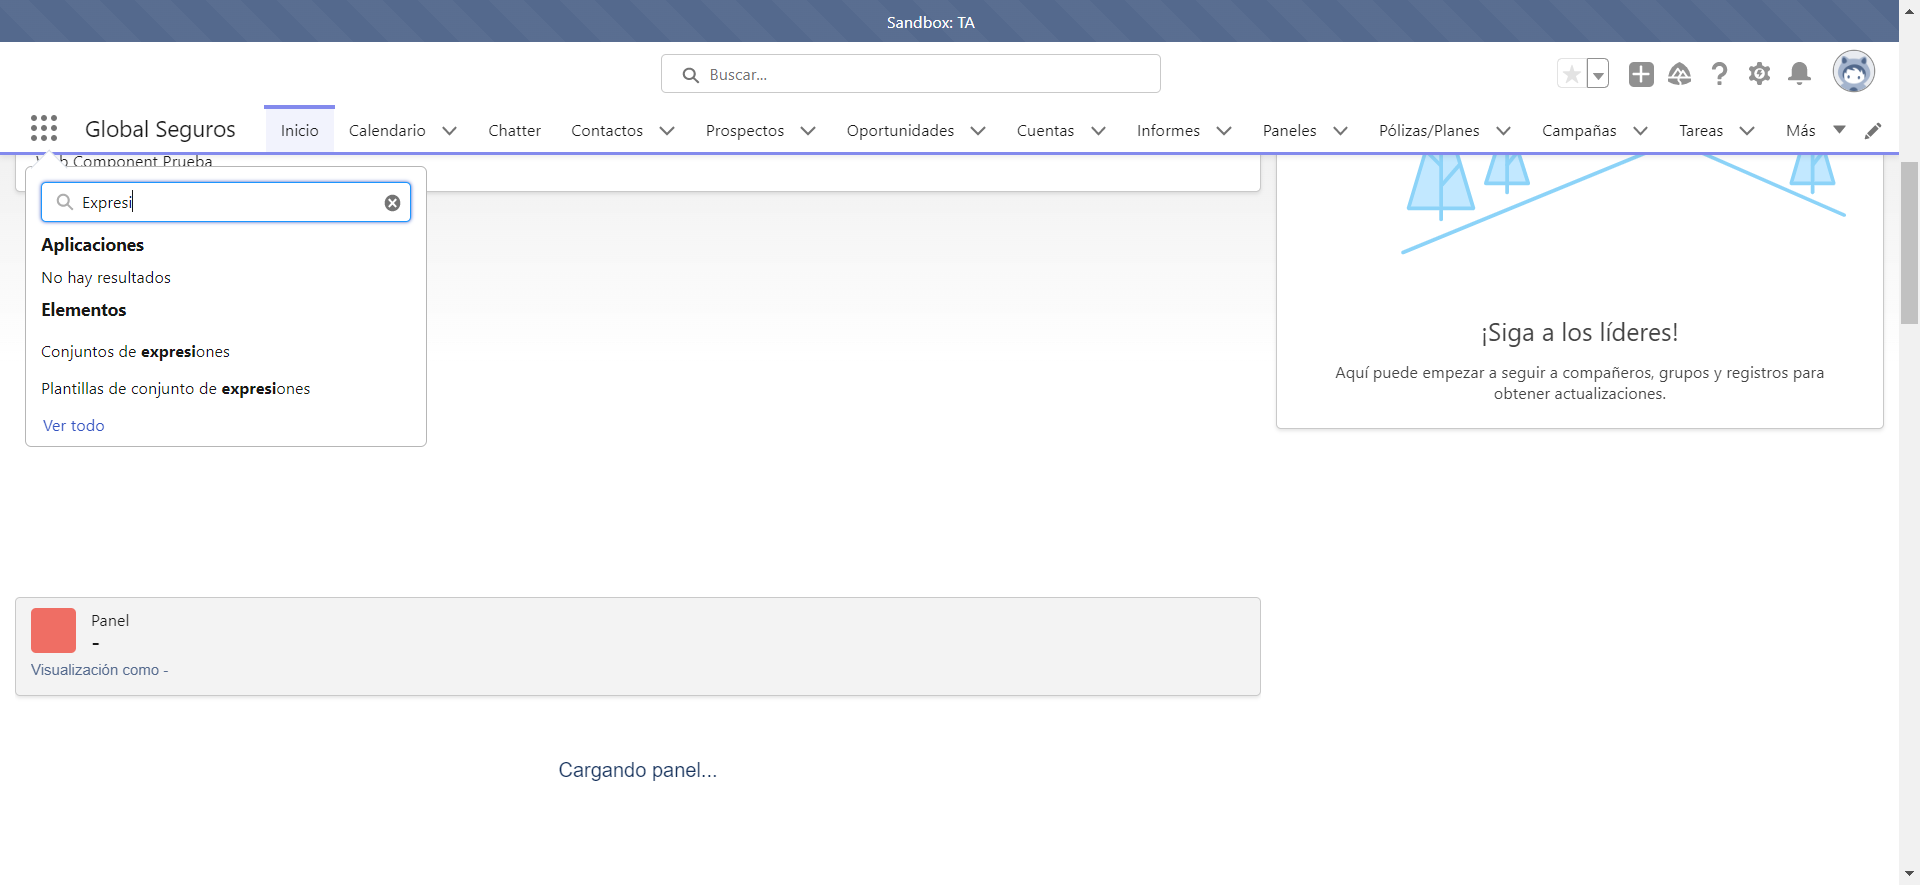 Sandbox: TA
Buscar...
Global Seguros
Inicio
Calendario
Chatter
Contactos
Prospectos
Oportunidades
Cuentas
Informes
Paneles
Pólizas/Planes
Campañas
Tareas
Más
Component Prueba
Expresi
Aplicaciones
No hay resultados
Elementos
Conjuntos de expresiones
Plantillas de conjunto de expresiones
Ver todo
¡Siga a los líderes!
Aquí puede empezar a seguir a compañeros, grupos y registros para
obtener actualizaciones.
Panel
-
Visualización como -
Cargando panel...